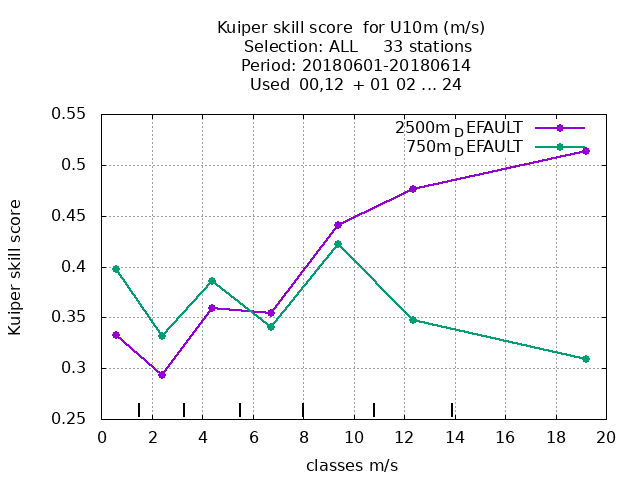 Kuiper skill score  for U10m (m/s)
Selection: ALL     33 stations
Period: 20180601-20180614
Used  00,12  + 01 02 ... 24
2500m_DEFAULT
750m_DEFAULT
Kuiper skill score
0.55
0.5
0.45
0.4
0.35
0.3
0.25
0 2 4 6 8 10 12 14 16 18 20
classes m/s